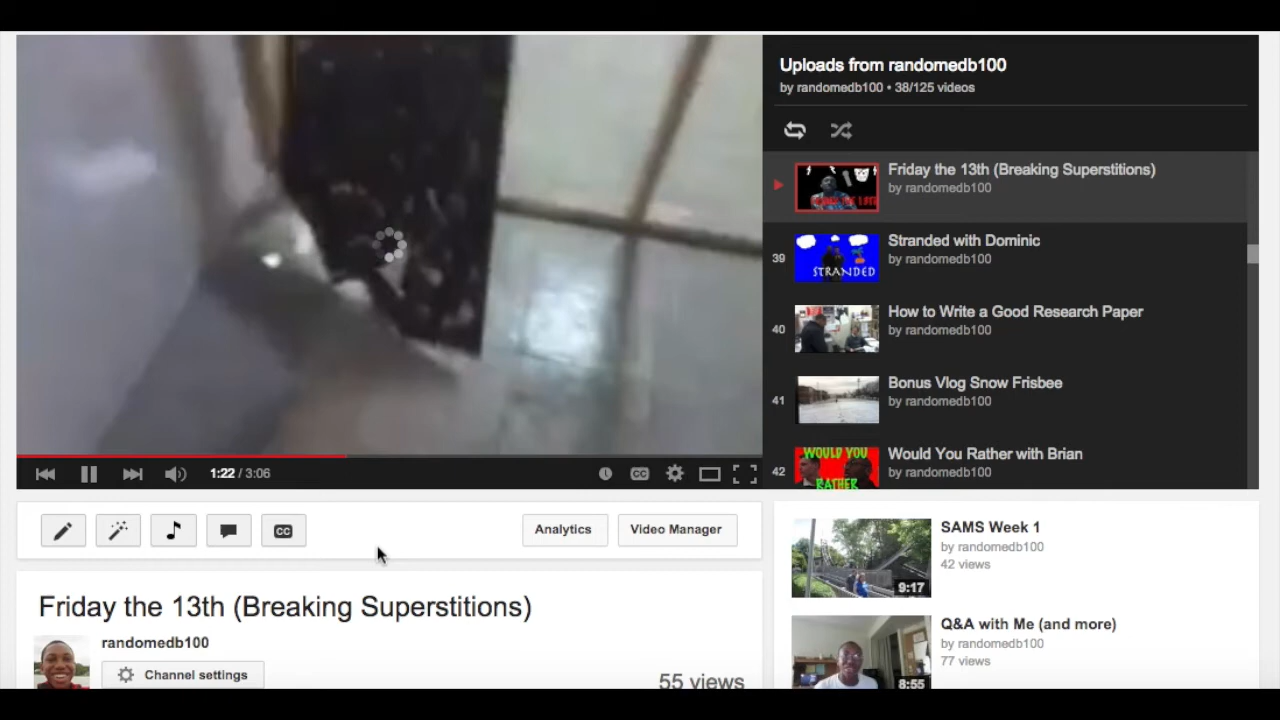 Uploads from randomedb100
by randomedb100 • 38/125 videos
Friday the 13th (Breaking Superstitions)
by randomedb100
39
STRANDED
Stranded with Dominic
by randomedb100
40
How to Write a Good Research Paper
by randomedb100
41
Bonus Vlog Snow Frisbee
by randomedb100
42
WOULD YOU
RATHER
Would You Rather with Brian
by randomedb100
1:22 / 3:06
CC
CC
Analytics
Video Manager
Friday the 13th (Breaking Superstitions)
randomedb100
Channel settings
55 views
SAMS Week 1
by randomedb100
42 views
9:17
Q&A with Me (and more)
by randomedb100
77 views
8:55